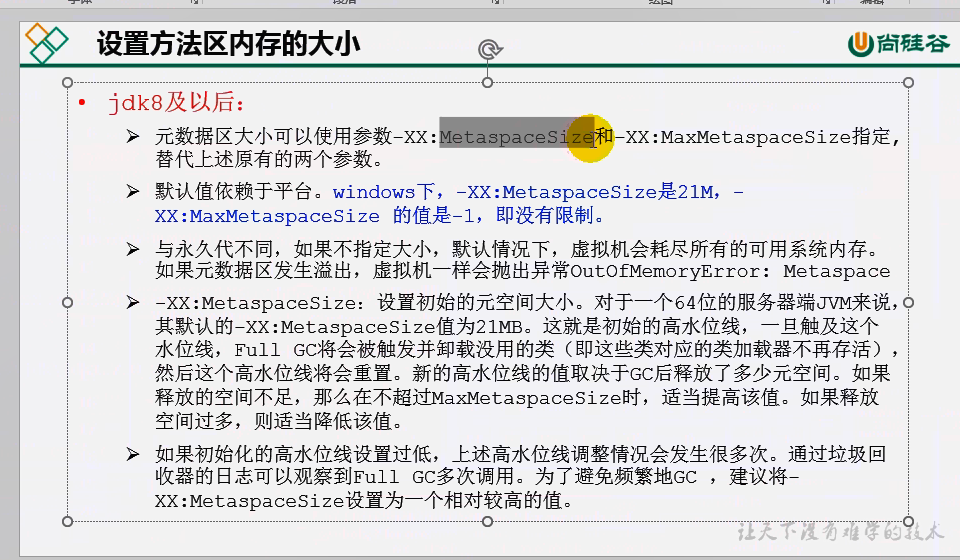 设置方法区内存的大小
尚硅谷
• jdk8及以后：
➢ 元数据区大小可以使用参数-XX:MetaspaceSize和-XX:MaxMetaspaceSize指定,
替代上述原有的两个参数。
➢ 默认值依赖于平台。windows下，-XX:MetaspaceSize是21M，-
XX:MaxMetaspaceSize 的值是-1，即没有限制。
➢ 与永久代不同，如果不指定大小，默认情况下，虚拟机会耗尽所有的可用系统内存。
如果元数据区发生溢出，虚拟机一样会抛出异常OutOfMemoryError: Metaspace
➢ -XX:MetaspaceSize：设置初始的元空间大小。对于一个64位的服务器端JVM来说，
其默认的-XX:MetaspaceSize值为21MB。这就是初始的高水位线，一旦触及这个
水位线，Full GC将会被触发并卸载没用的类（即这些类对应的类加载器不再存活），
然后这个高水位线将会重置。新的高水位线的值取决于GC后释放了多少元空间。如果
释放的空间不足，那么在不超过MaxMetaspaceSize时，适当提高该值。如果释放
空间过多，则适当降低该值。
➢ 如果初始化的高水位线设置过低，上述高水位线调整情况会发生很多次。通过垃圾回
收器的日志可以观察到Full GC多次调用。为了避免频繁地GC ，建议将-
XX:MetaspaceSize设置为一个相对较高的值。
让天下没有难学的技术